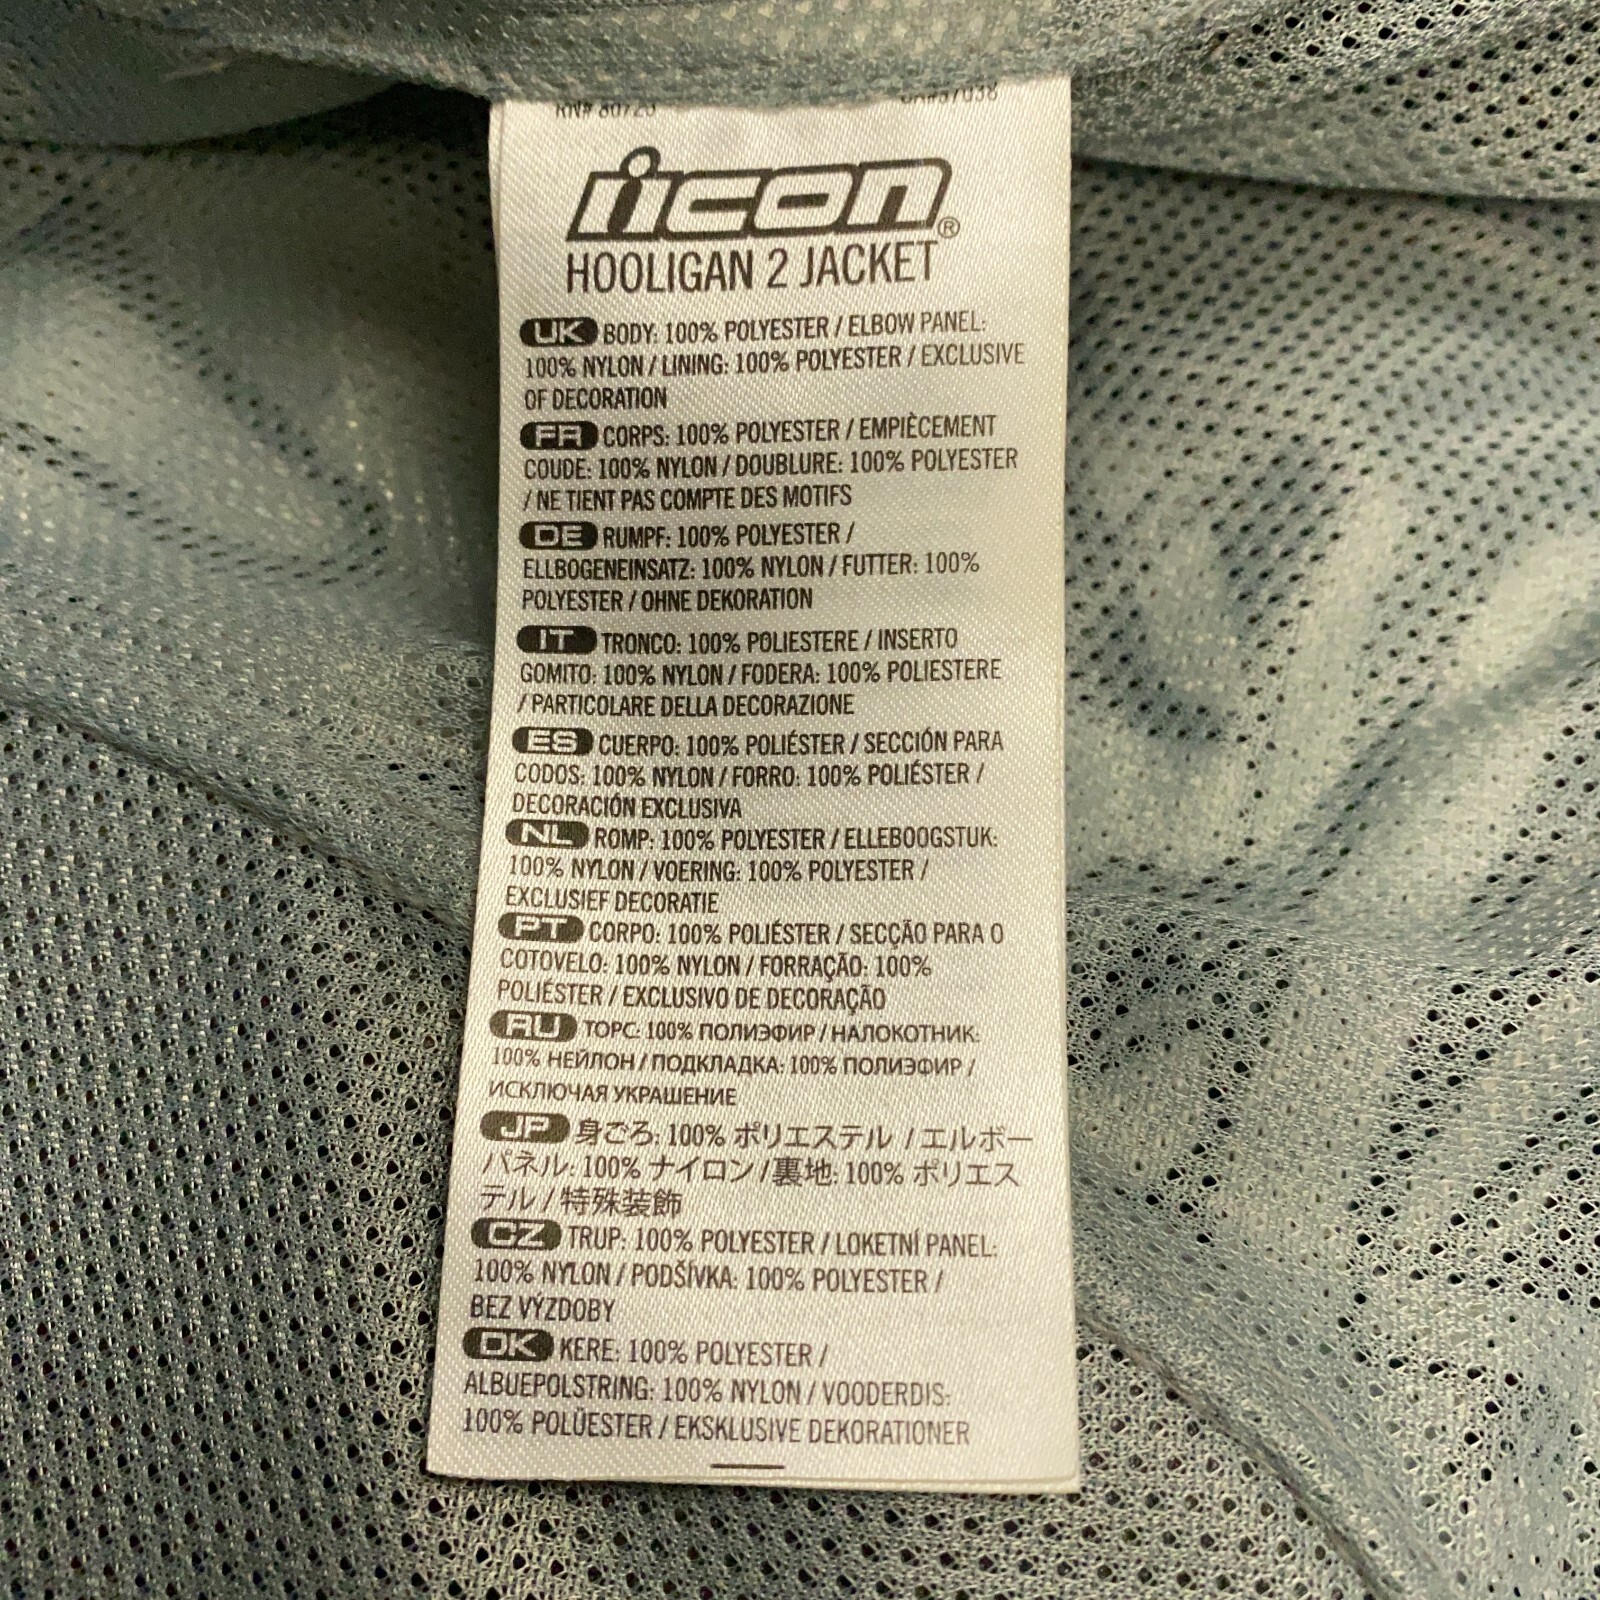 RN# 80723 CA#37038
icon®
HOOLIGAN 2 JACKET
UK BODY: 100% POLYESTER / ELBOW PANEL:
100% NYLON / LINING: 100% POLYESTER / EXCLUSIVE
OF DECORATION
FR CORPS: 100% POLYESTER / EMPIÈCEMENT
COUDE: 100% NYLON / DOUBLURE: 100% POLYESTER
/ NE TIENT PAS COMPTE DES MOTIFS
DE RUMPF: 100% POLYESTER /
ELLBOGENEINSATZ: 100% NYLON / FUTTER: 100%
POLYESTER / OHNE DEKORATION
IT TRONCO: 100% POLIESTERE / INSERTO
GOMITO: 100% NYLON / FODERA: 100% POLIESTERE
/ PARTICOLARE DELLA DECORAZIONE
ES CUERPO: 100% POLIÉSTER / SECCIÓN PARA
CODOS: 100% NYLON / FORRO: 100% POLIÉSTER /
DECORACIÓN EXCLUSIVA
NL ROMP: 100% POLYESTER / ELLEBOOGSTUK:
100% NYLON / VOERING: 100% POLYESTER /
EXCLUSIEF DECORATIE
PT CORPO: 100% POLIÉSTER / SECÇÃO PARA O
COTOVELO: 100% NYLON / FORRAÇÃO: 100%
POLIÉSTER / EXCLUSIVO DE DECORAÇÃO
RU ТОРС: 100% ПОЛИЭФИР / НАЛОКОТНИК:
100% НЕЙЛОН / ПОДКЛАДКА: 100% ПОЛИЭФИР /
ИСКЛЮЧАЯ УКРАШЕНИЕ
JP 身ごろ: 100% ポリエステル / エルボー
パネル: 100% ナイロン / 裏地: 100% ポリエス
テル / 特殊装飾
CZ TRUP: 100% POLYESTER / LOKETNÍ PANEL:
100% NYLON / PODŠÍVKA: 100% POLYESTER /
BEZ VÝZDOBY
DK KERE: 100% POLYESTER /
ALBUEPOLSTRING: 100% NYLON / VOODERDIS:
100% POLÜESTER / EKSKLUSIVE DEKORATIONER